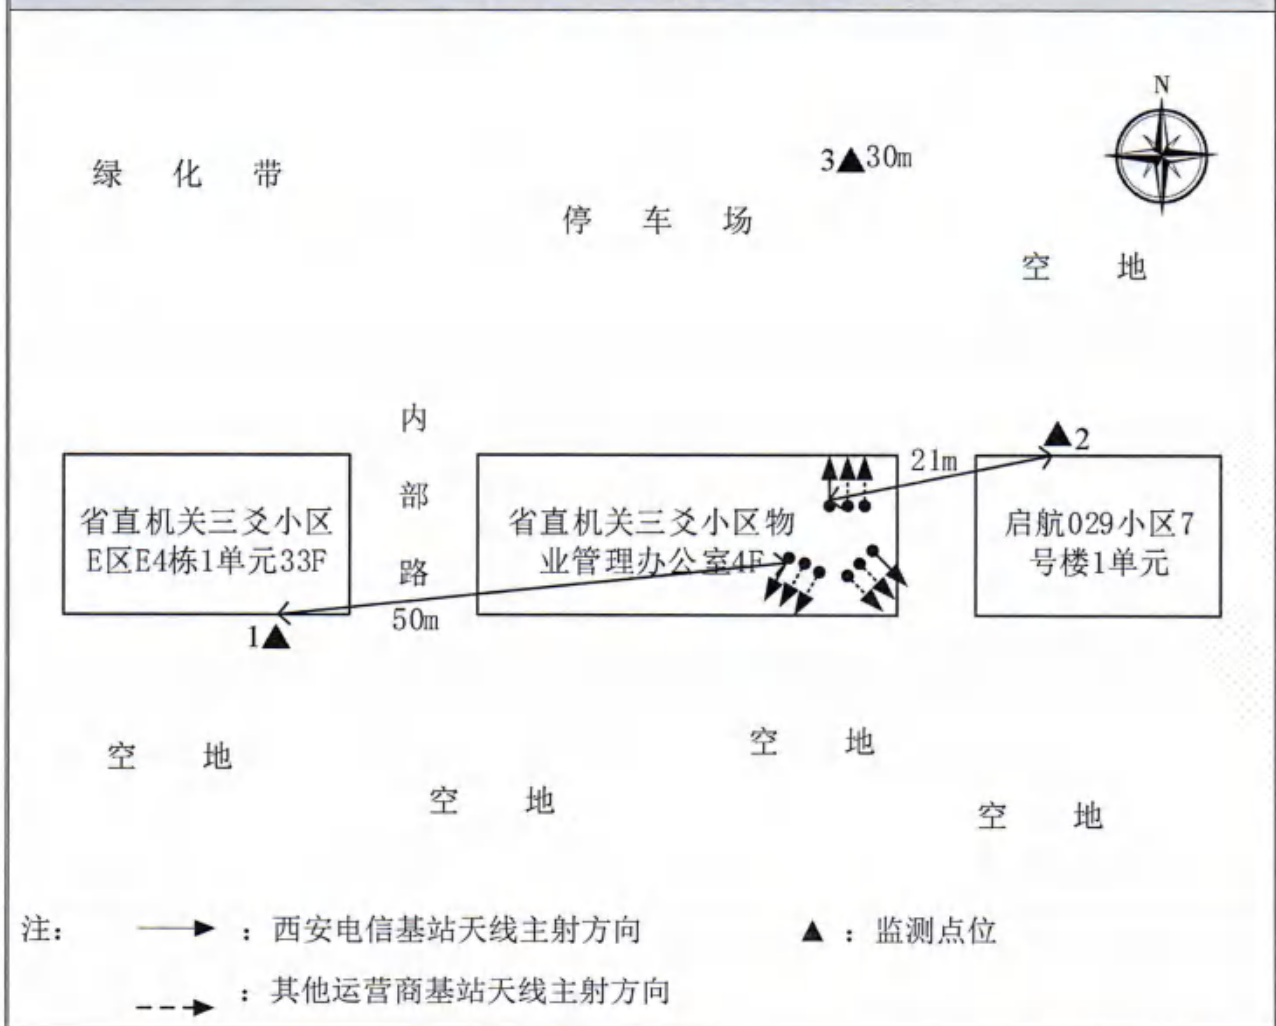 N
绿 化 带
3▲30m
停 车 场
空 地
内
部
路
▲2
21m
省直机关三爻小区
E区E4栋1单元33F
省直机关三爻小区物
业管理办公室4F
启航029小区7
号楼1单元
50m
1▲
空 地
空 地
空 地
空 地
注: : 西安电信基站天线主射方向
▲ : 监测点位
: 其他运营商基站天线主射方向